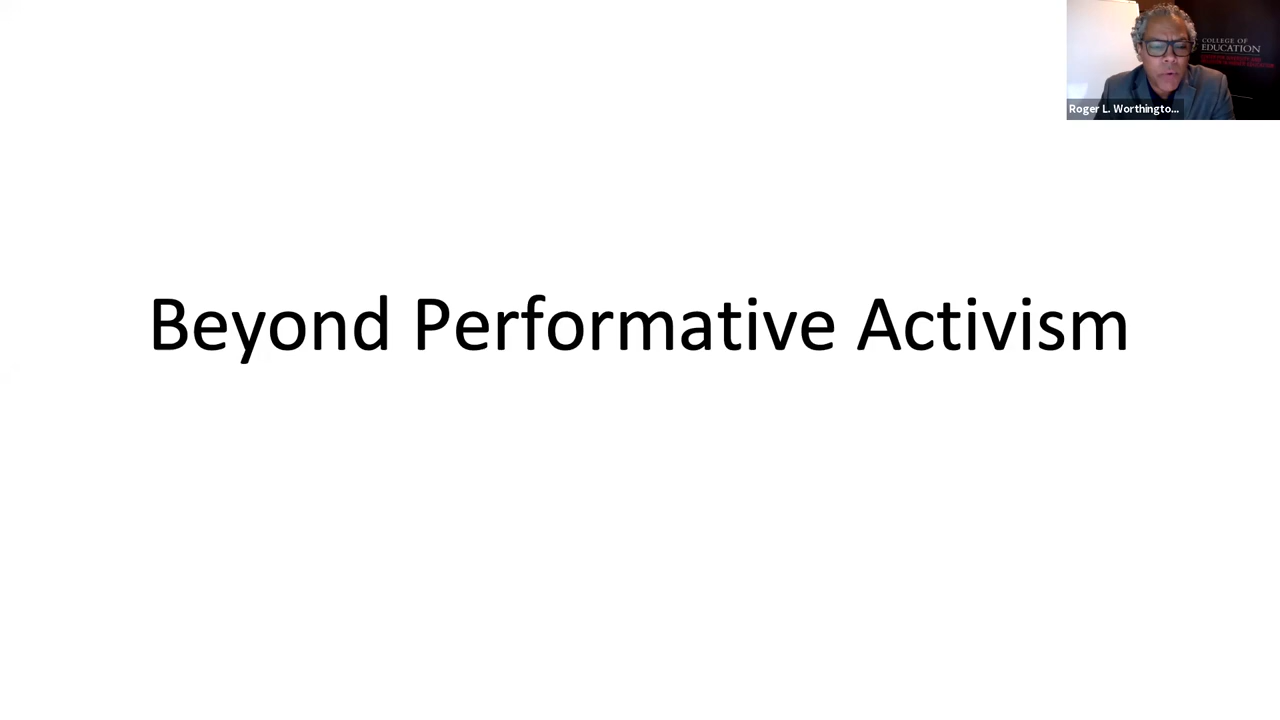 Beyond Performative Activism
COLLEGE OF
EDUCATION
Roger L. Worthingto...